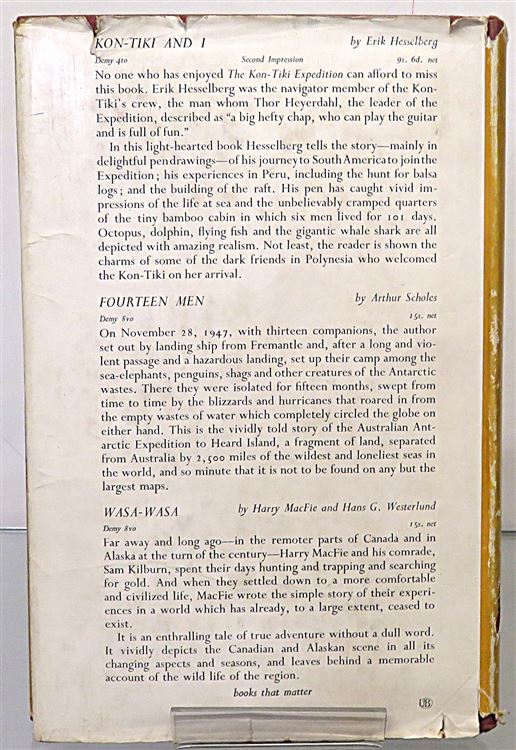 KON-TIKI AND I by Erik Hesselberg
Demy 4to Second Impression 9s. 6d. net
No one who has enjoyed The Kon-Tiki Expedition can afford to miss
this book. Erik Hesselberg was the navigator member of the Kon-
Tiki's crew, the man whom Thor Heyerdahl, the leader of the
Expedition, described as “a big hefty chap, who can play the guitar
and is full of fun.”
In this light-hearted book Hesselberg tells the story—mainly in
delightful pen drawings—of his journey to South America to join the
Expedition; his experiences in Peru, including the hunt for balsa
logs; and the building of the raft. His pen has caught vivid im-
pressions of the life at sea and the unbelievably cramped quarters
of the tiny bamboo cabin in which six men lived for 101 days.
Octopus, dolphin, flying fish and the gigantic whale shark are all
depicted with amazing realism. Not least, the reader is shown the
charms of some of the dark friends in Polynesia who welcomed
the Kon-Tiki on her arrival.
FOURTEEN MEN by Arthur Scholes
Demy 8vo 15s. net
On November 28, 1947, with thirteen companions, the author
set out by landing ship from Fremantle and, after a long and vio-
lent passage and a hazardous landing, set up their camp among the
sea-elephants, penguins, shags and other creatures of the Antarctic
wastes. There they were isolated for fifteen months, swept from
time to time by the blizzards and hurricanes that roared in from
the empty wastes of water which completely circled the globe on
either hand. This is the vividly told story of the Australian Ant-
arctic Expedition to Heard Island, a fragment of land, separated
from Australia by 2,500 miles of the wildest and loneliest seas in
the world, and so minute that it is not to be found on any but the
largest maps.
WASA-WASA by Harry MacFie and Hans G. Westerlund
Demy 8vo 15s. net
Far away and long ago—in the remoter parts of Canada and in
Alaska at the turn of the century—Harry MacFie and his comrade,
Sam Kilburn, spent their days hunting and trapping and searching
for gold. And when they settled down to a more comfortable
and civilized life, MacFie wrote the simple story of their experi-
ences in a world which has already, to a large extent, ceased to
exist.
It is an enthralling tale of true adventure without a dull word.
It vividly depicts the Canadian and Alaskan scene in all its
changing aspects and seasons, and leaves behind a memorable
account of the wild life of the region.
books that matter